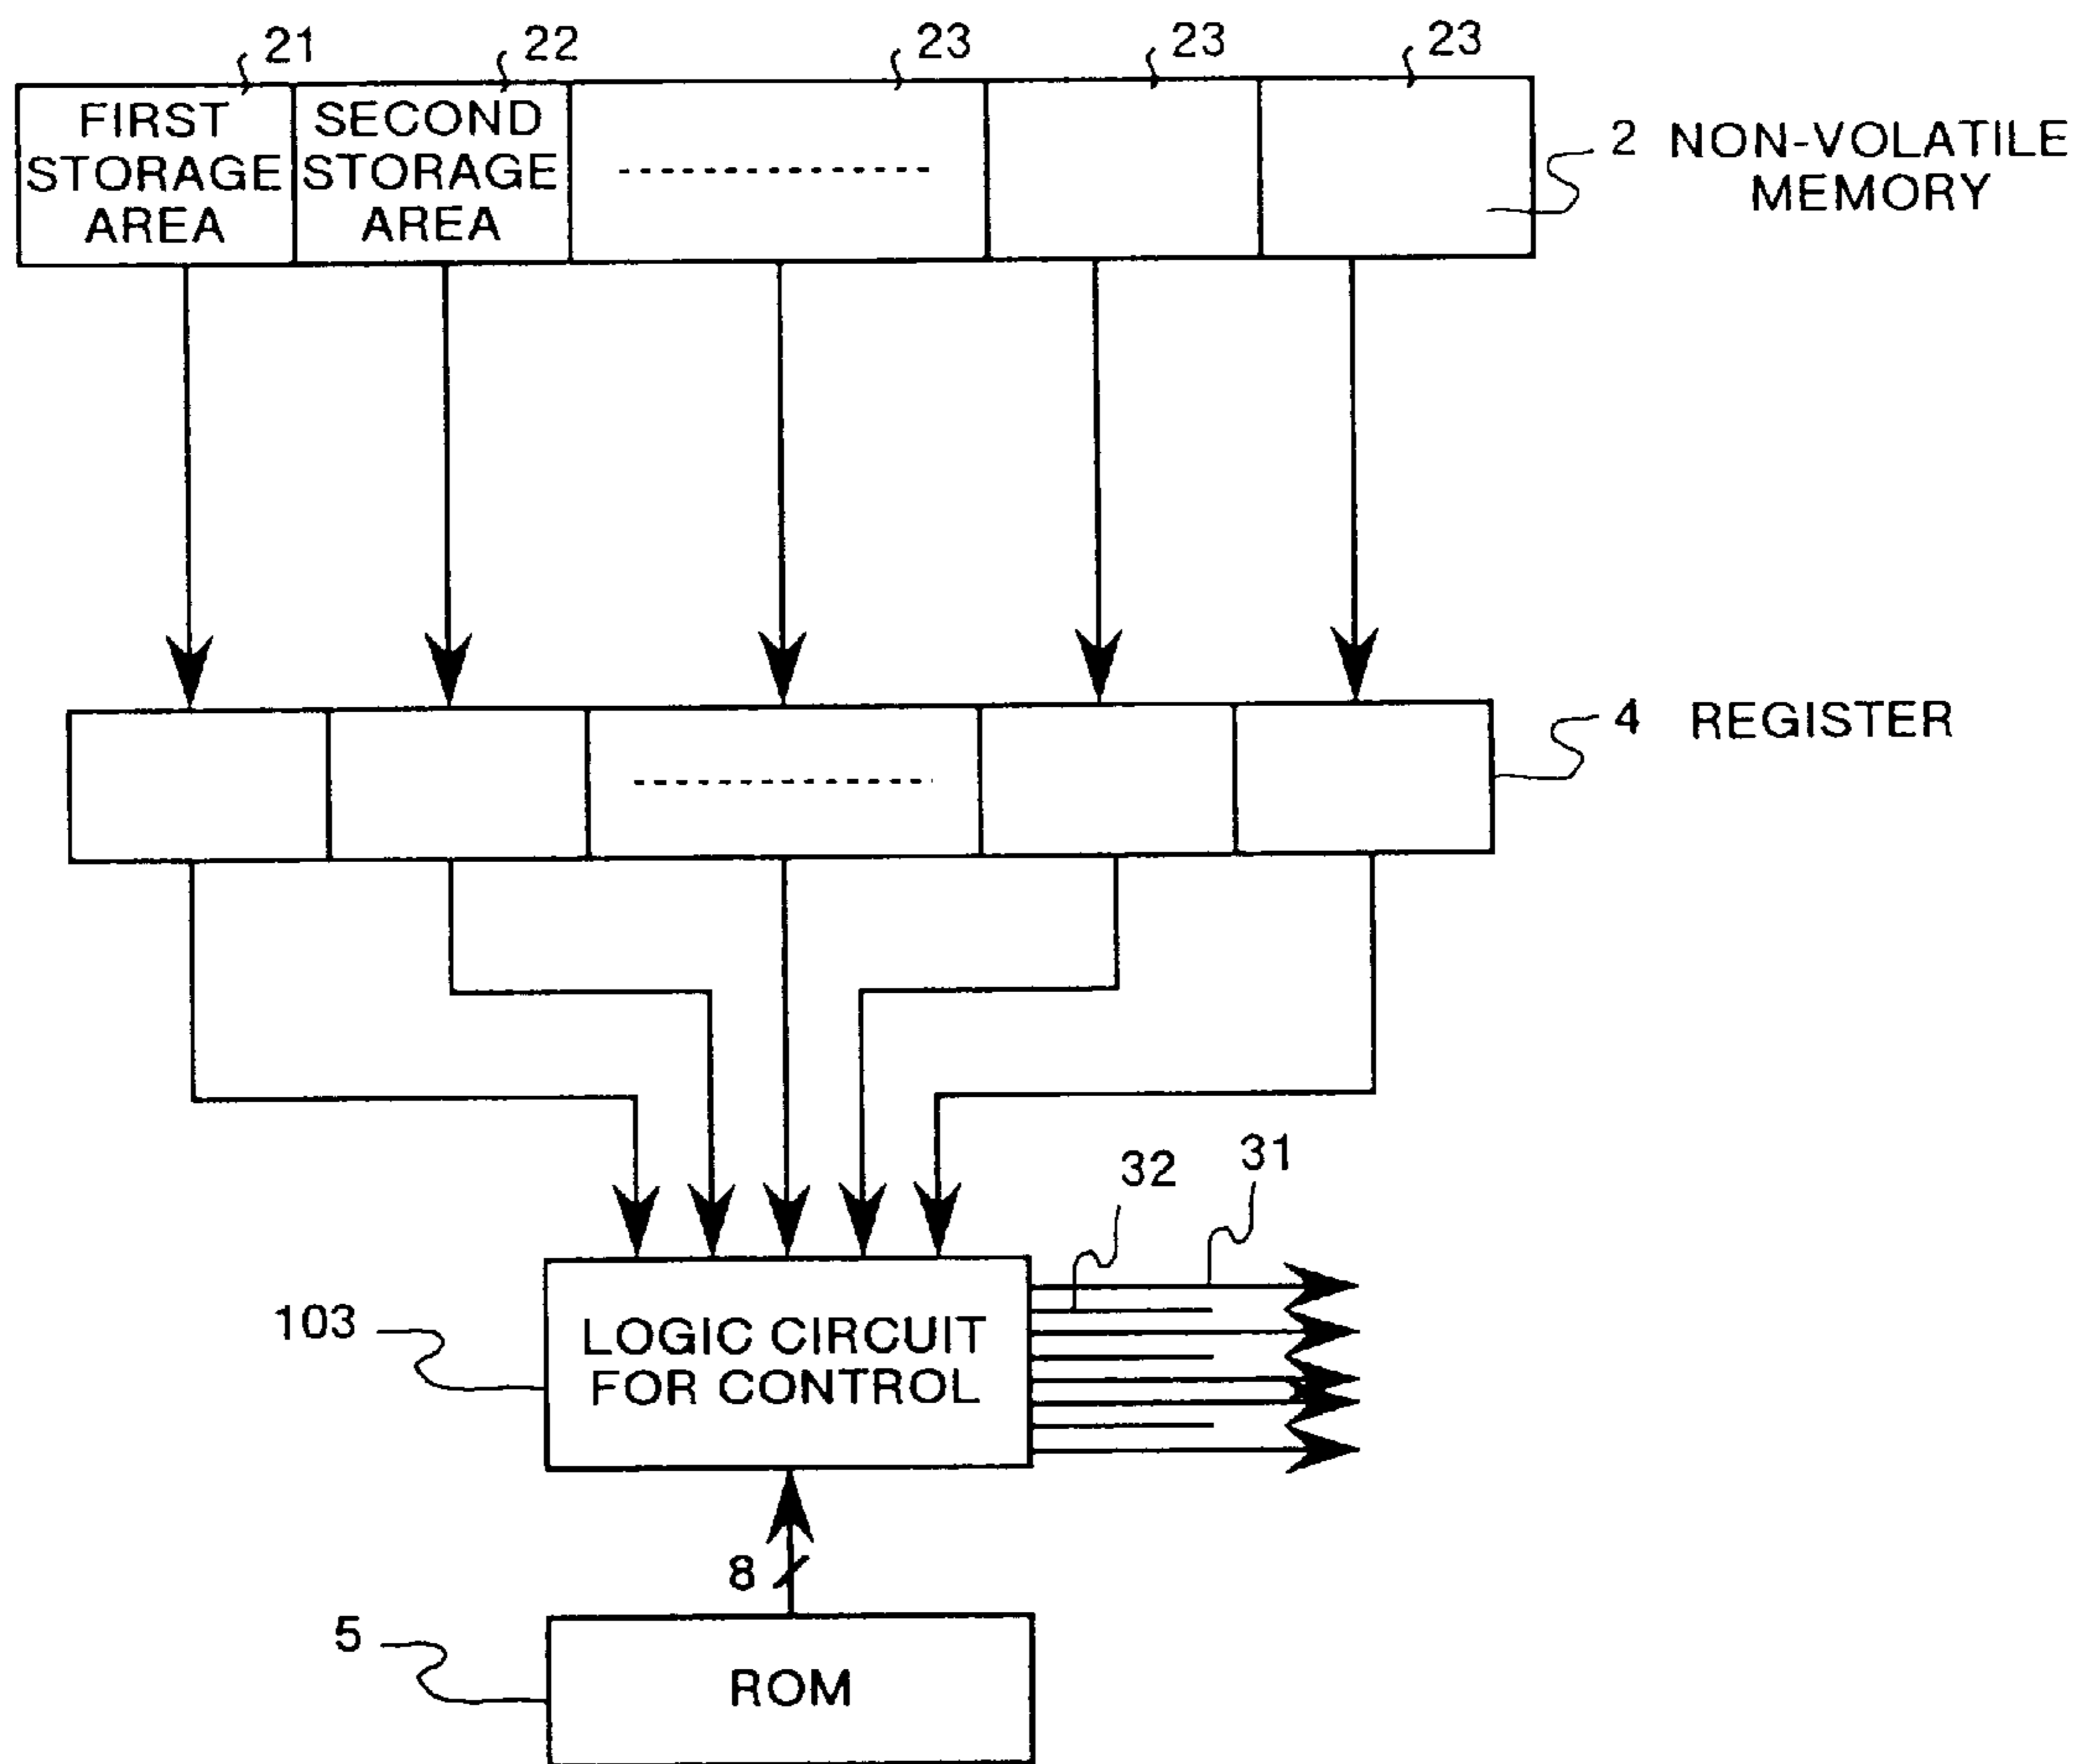 21
22
23
23
23
FIRST
STORAGE
AREA
SECOND
STORAGE
AREA
2 NON-VOLATILE
MEMORY
4 REGISTER
32
31
103
LOGIC CIRCUIT
FOR CONTROL
8
5
ROM